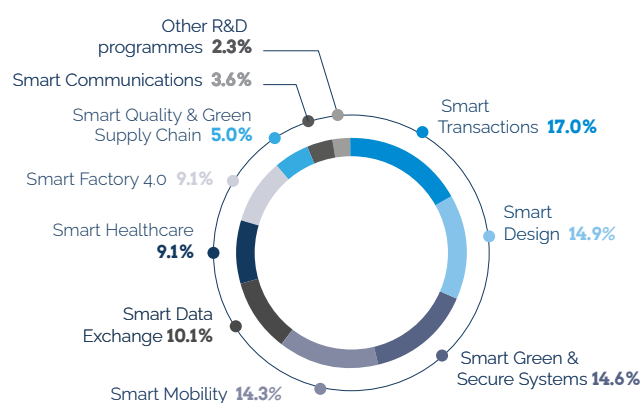 Other R&D
programmes 2.3%
Smart Communications 3.6%
Smart Quality & Green
Supply Chain 5.0%
Smart Factory 4.0 9.1%
Smart Healthcare
9.1%
Smart Data
Exchange 10.1%
Smart Mobility 14.3%
Smart
Transactions 17.0%
Smart
Design 14.9%
Smart Green &
Secure Systems 14.6%